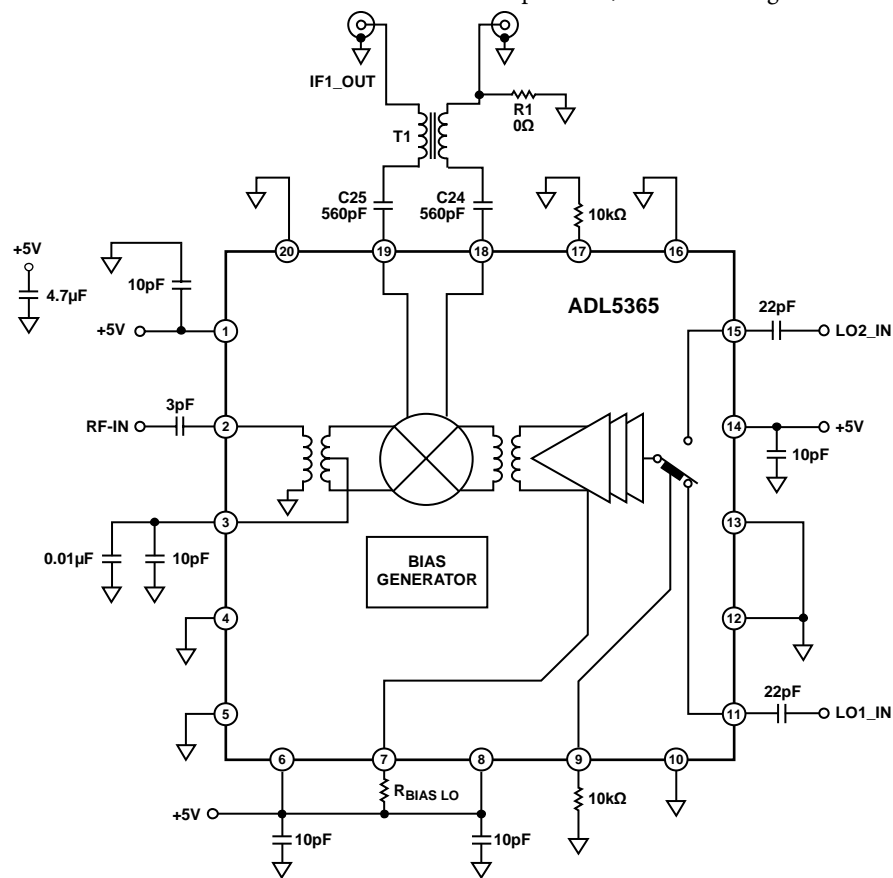 IF1_OUT
R1
0Ω
T1
C25
560pF
C24
560pF
10kΩ
20
19
18
17
16
+5V
4.7µF
10pF
+5V
1
ADL5365
22pF
15
LO2_IN
3pF
RF-IN
2
14
+5V
10pF
3
13
0.01µF
10pF
BIAS
GENERATOR
4
12
22pF
5
11
LO1_IN
6
7
8
9
10
RBIAS LO
10kΩ
+5V
10pF
10pF